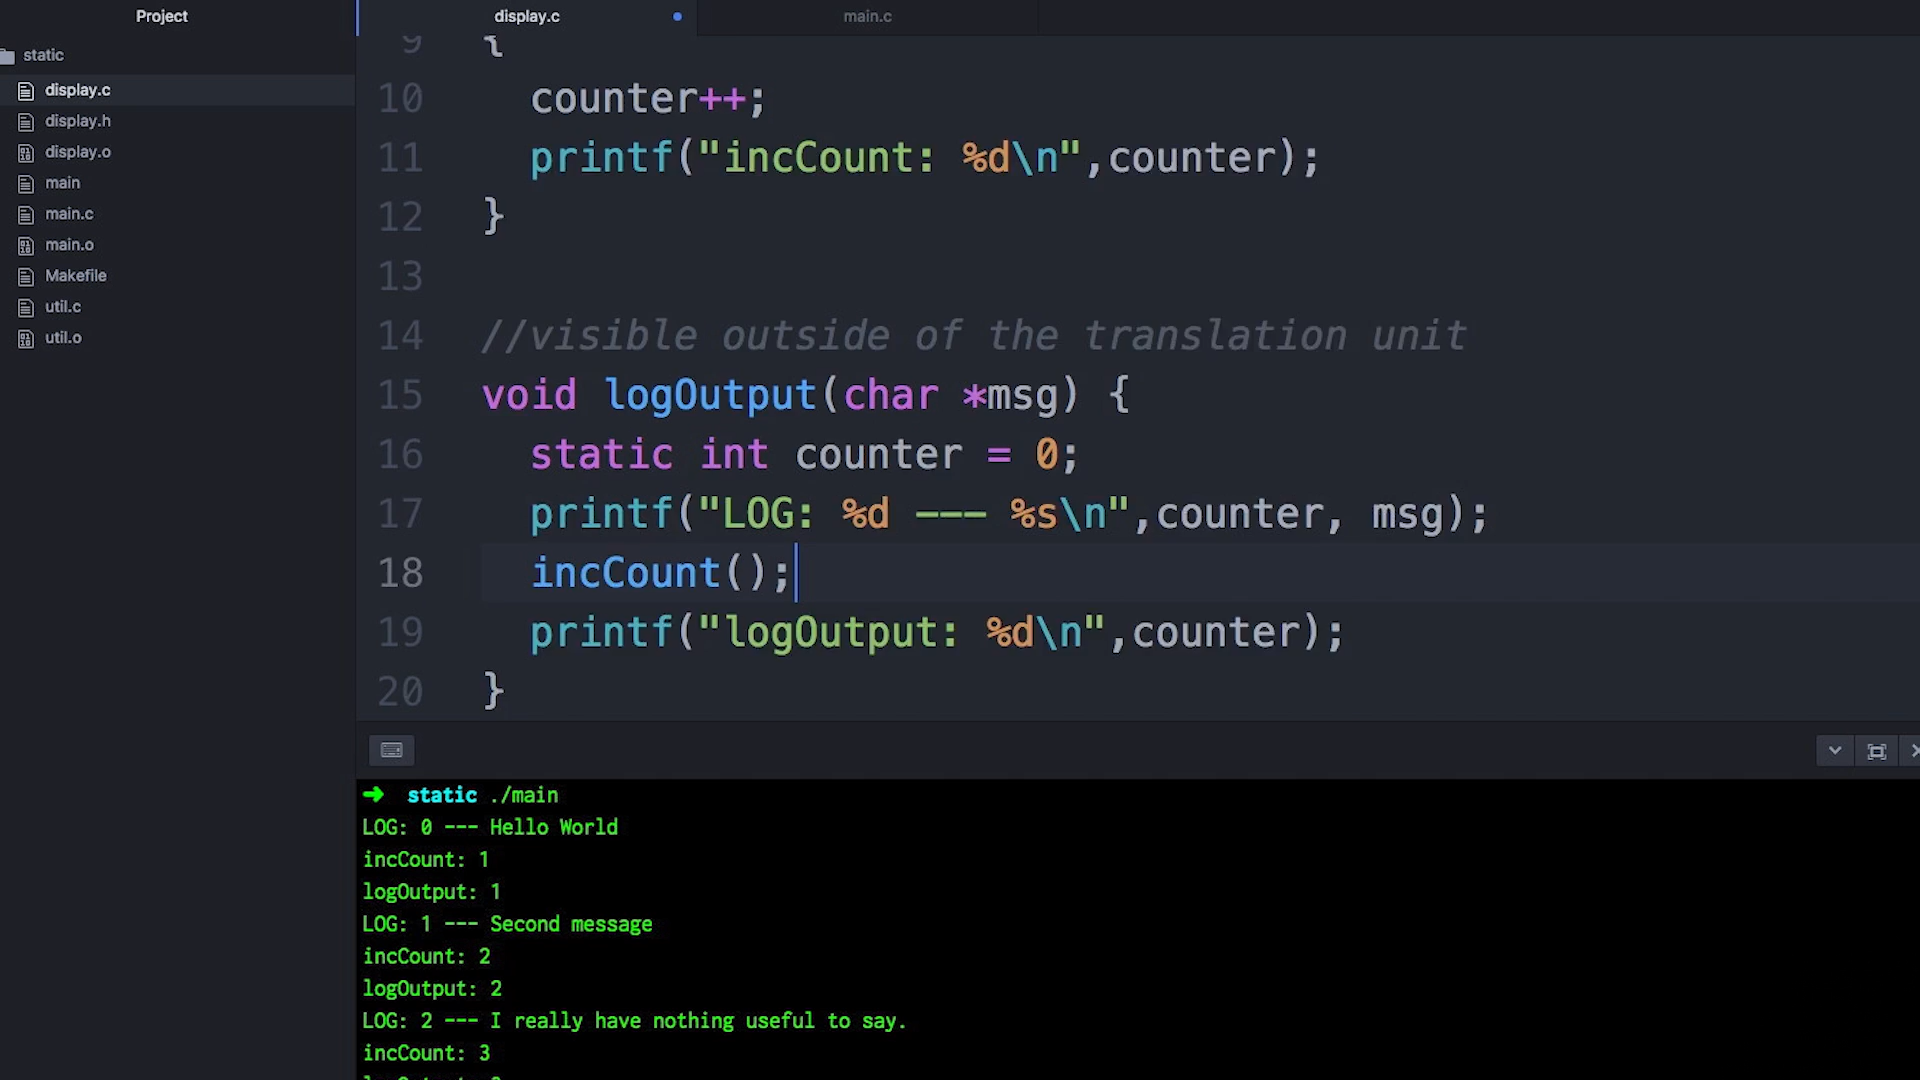 Project
display.c
main.c
static
display.c
display.h
display.o
main
main.c
main.o
Makefile
util.c
util.o
9 {
10 counter++;
11 printf("incCount: %d\n",counter);
12 }
13
14 //visible outside of the translation unit
15 void logOutput(char *msg) {
16 static int counter = 0;
17 printf("LOG: %d --- %s\n",counter, msg);
18 incCount();
19 printf("logOutput: %d\n",counter);
20 }
➜ static ./main
LOG: 0 --- Hello World
incCount: 1
logOutput: 1
LOG: 1 --- Second message
incCount: 2
logOutput: 2
LOG: 2 --- I really have nothing useful to say.
incCount: 3